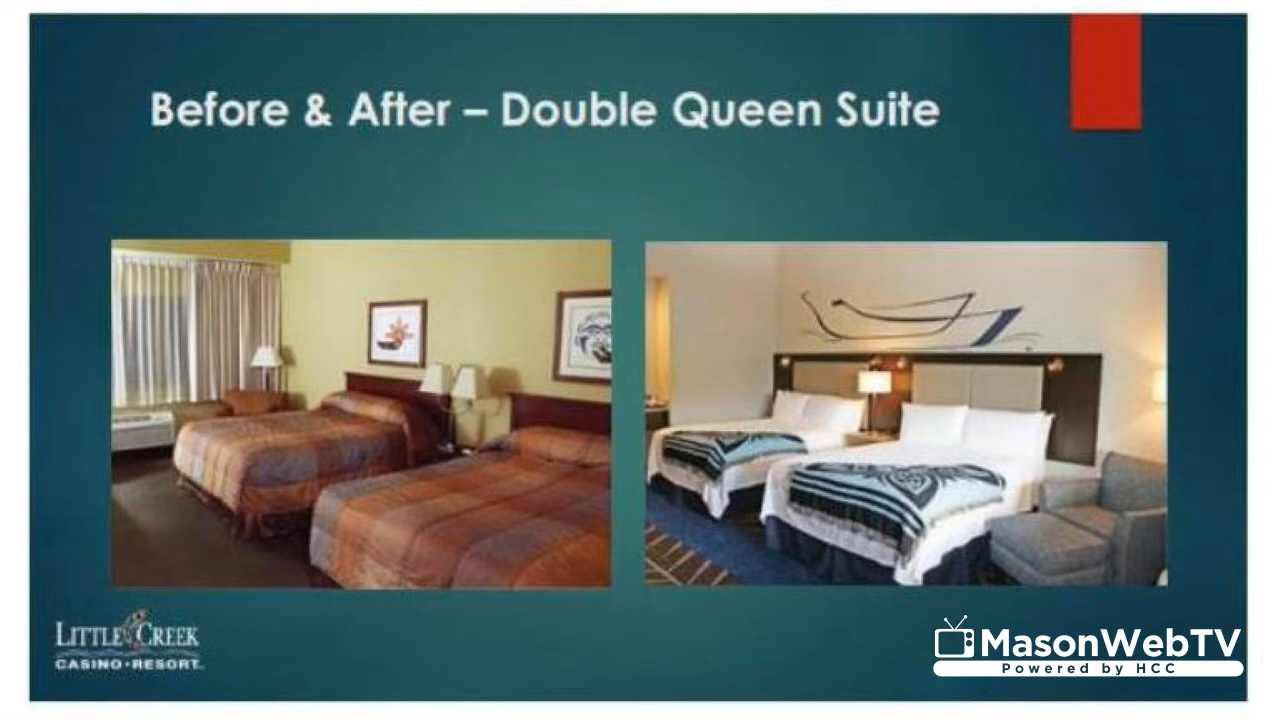 Before & After – Double Queen Suite
LITTLE CREEK
CASINO • RESORT
MasonWebTV
Powered by HCC